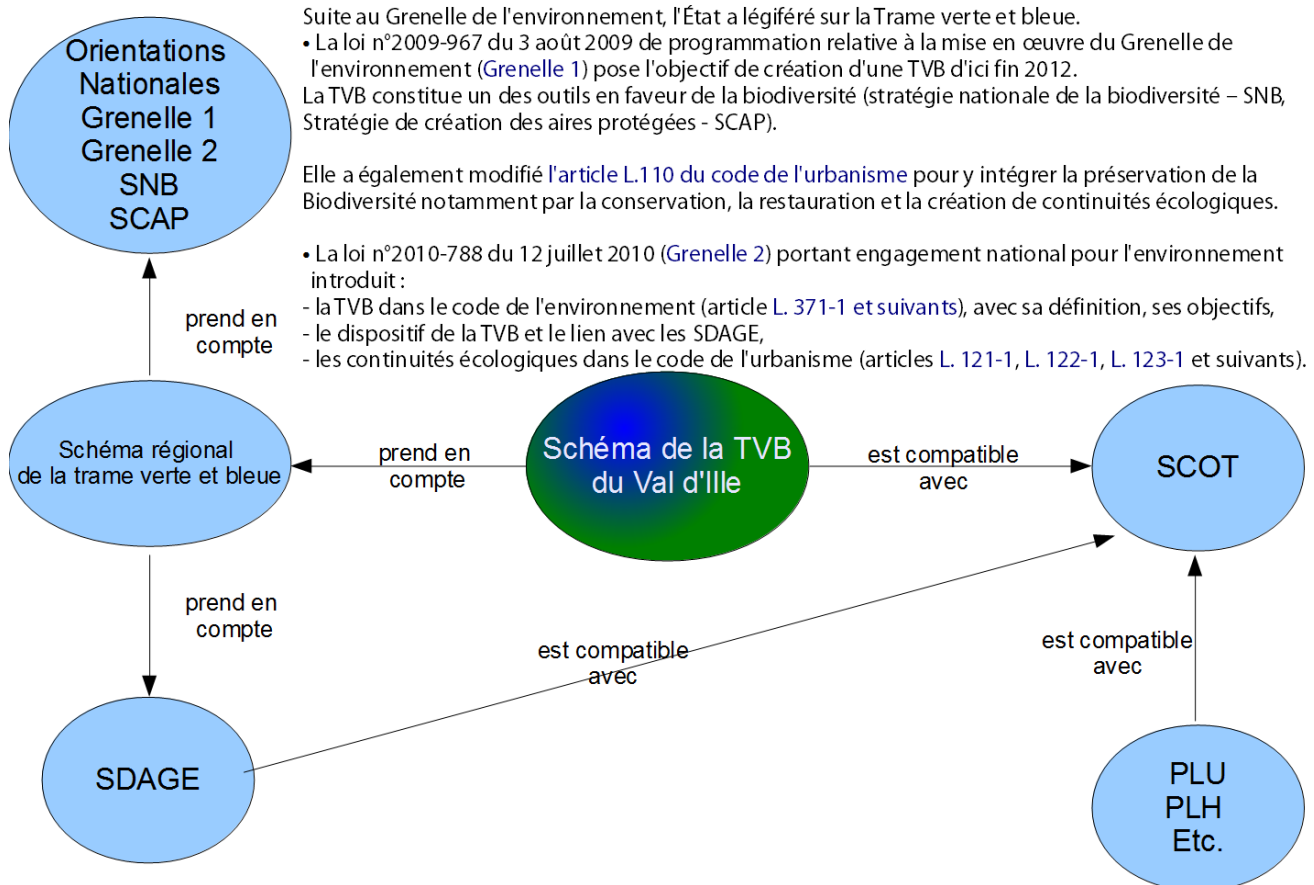 Suite au Grenelle de l'environnement, l'État a légiféré sur la Trame verte et bleue.
• La loi n°2009-967 du 3 août 2009 de programmation relative à la mise en œuvre du Grenelle de
l'environnement (Grenelle 1) pose l'objectif de création d'une TVB d'ici fin 2012.
La TVB constitue un des outils en faveur de la biodiversité (stratégie nationale de la biodiversité – SNB,
Stratégie de création des aires protégées - SCAP).
Elle a également modifié l'article L.110 du code de l'urbanisme pour y intégrer la préservation de la
Biodiversité notamment par la conservation, la restauration et la création de continuités écologiques.
• La loi n°2010-788 du 12 juillet 2010 (Grenelle 2) portant engagement national pour l'environnement
introduit :
- la TVB dans le code de l'environnement (article L. 371-1 et suivants), avec sa définition, ses objectifs,
- le dispositif de la TVB et le lien avec les SDAGE,
- les continuités écologiques dans le code de l'urbanisme (articles L. 121-1, L. 122-1, L. 123-1 et suivants).
Orientations
Nationales
Grenelle 1
Grenelle 2
SNB
SCAP
prend en
compte
Schéma régional
de la trame verte et bleue
prend en
compte
Schéma de la TVB
du Val d'Ille
est compatible
avec
SCOT
prend en
compte
est compatible
avec
est compatible
avec
SDAGE
PLU
PLH
Etc.